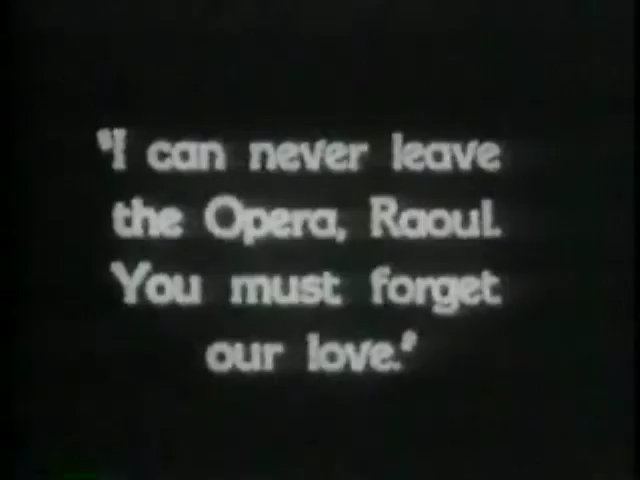 "I can never leave
the Opera, Raoul.
You must forget
our love."